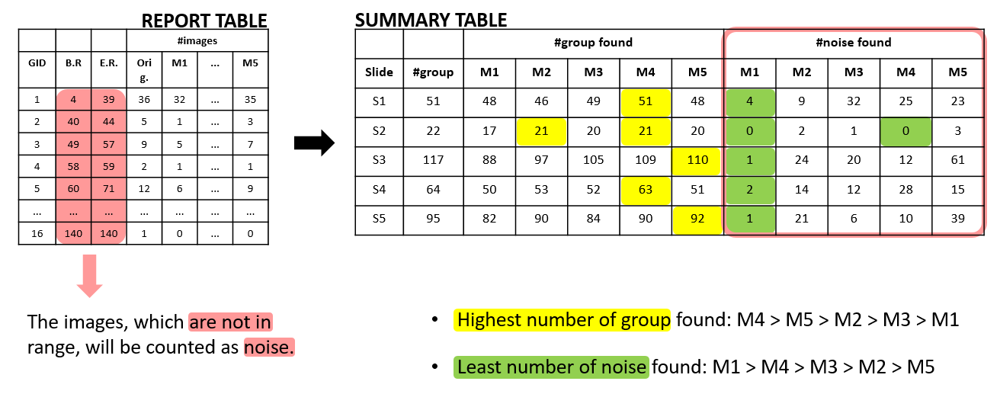 REPORT TABLE
#images
GID B.R E.R. Ori M1 ... M5
g.
1 4 39 36 32 ... 35
2 40 44 5 1 ... 3
3 49 57 9 5 ... 7
4 58 59 2 1 ... 1
5 60 71 12 6 ... 9
... ... ... ... ... ... ...
16 140 140 1 0 ... 0
The images, which are not in
range, will be counted as noise.
SUMMARY TABLE
#group found #noise found
Slide #group M1 M2 M3 M4 M5 M1 M2 M3 M4 M5
S1 51 48 46 49 51 48 4 9 32 25 23
S2 22 17 21 20 21 20 0 2 1 0 3
S3 117 88 97 105 109 110 1 24 20 12 61
S4 64 50 53 52 63 51 2 14 12 28 15
S5 95 82 90 84 90 92 1 21 6 10 39
• Highest number of group found: M4 > M5 > M2 > M3 > M1
• Least number of noise found: M1 > M4 > M3 > M2 > M5